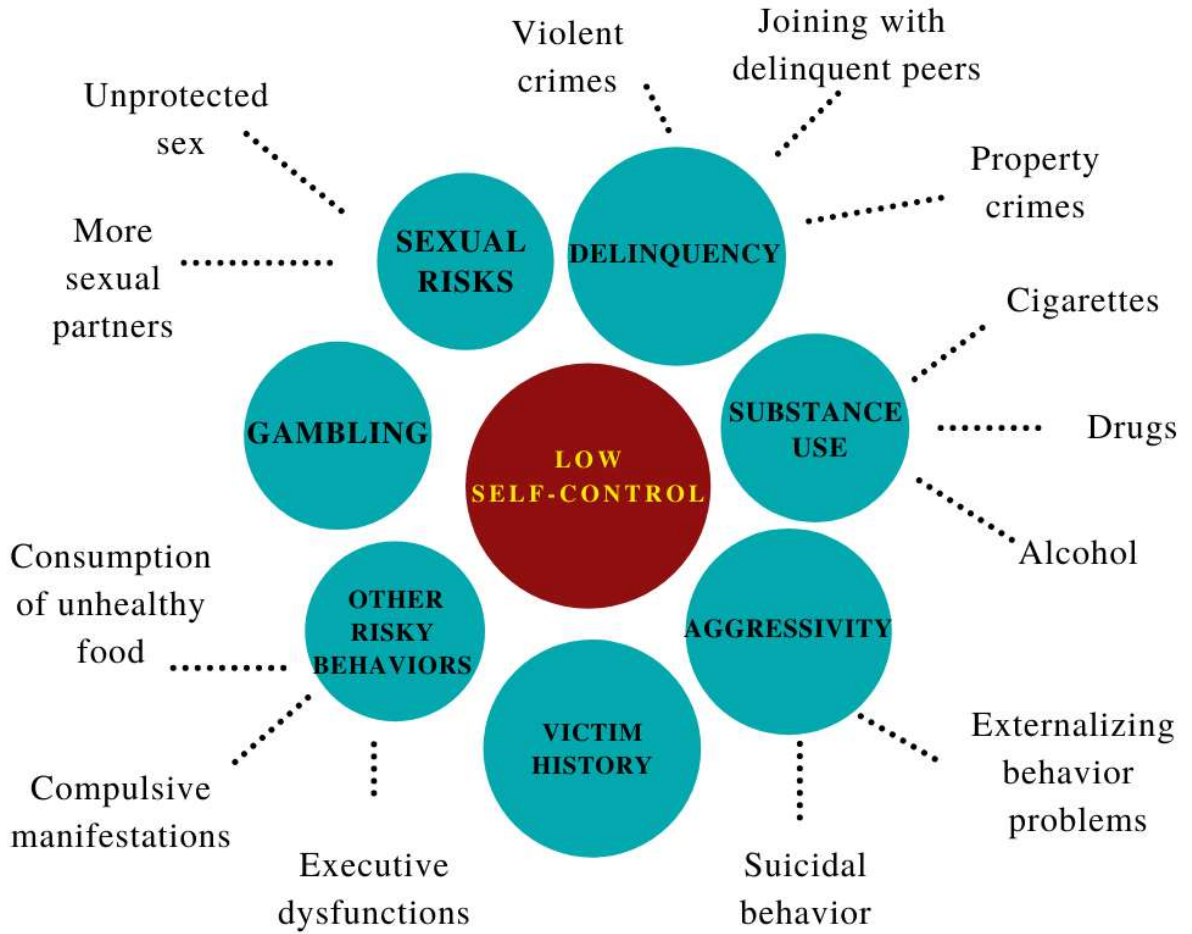 Violent
crimes
Joining with
delinquent peers
Unprotected
sex
Property
crimes
More
sexual
partners
SEXUAL
RISKS
DELINQUENCY
Cigarettes
GAMBLING
SUBSTANCE
USE
Drugs
LOW
SELF-CONTROL
Alcohol
Consumption
of unhealthy
food
OTHER
RISKY
BEHAVIORS
AGGRESSIVITY
VICTIM
HISTORY
Externalizing
behavior
problems
Compulsive
manifestations
Executive
dysfunctions
Suicidal
behavior